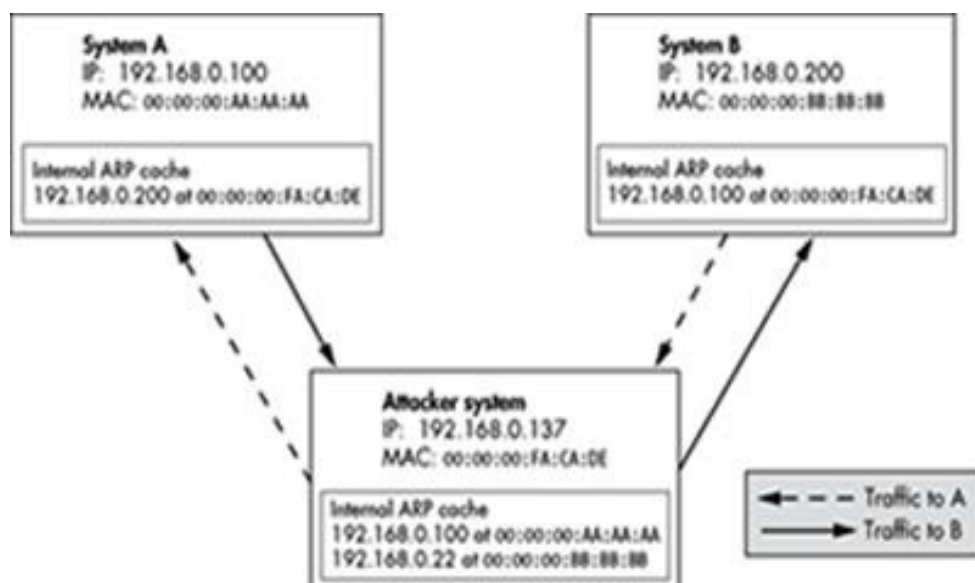 System A
IP: 192.168.0.100
MAC: 00:00:00:AA:AA:AA
Internal ARP cache
192.168.0.200 at 00:00:00:FA:CA:DE
System B
IP: 192.168.0.200
MAC: 00:00:00:BB:BB:BB
Internal ARP cache
192.168.0.100 at 00:00:00:FA:CA:DE
Attacker system
IP: 192.168.0.137
MAC: 00:00:00:FA:CA:DE
Internal ARP cache
192.168.0.100 at 00:00:00:AA:AA:AA
192.168.0.22 at 00:00:00:BB:BB:BB
Traffic to A
Traffic to B